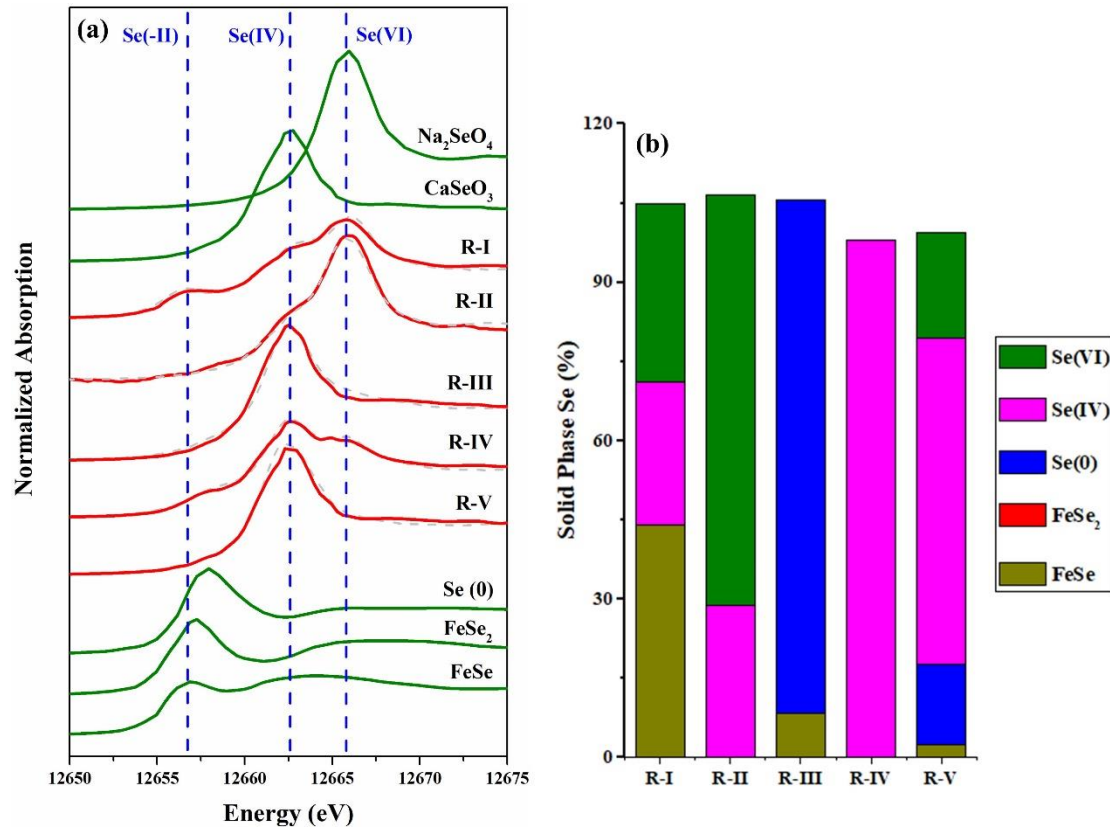 (a)
Se(-II) Se(IV) Se(VI)
Na₂SeO₄
CaSeO₃
R-I
R-II
R-III
R-IV
R-V
Se (0)
FeSe₂
FeSe
Normalized Absorption
12650 12655 12660 12665 12670 12675
Energy (eV)
(b)
120
90
60
30
0
Solid Phase Se (%)
R-I R-II R-III R-IV R-V
Se(VI)
Se(IV)
Se(0)
FeSe₂
FeSe